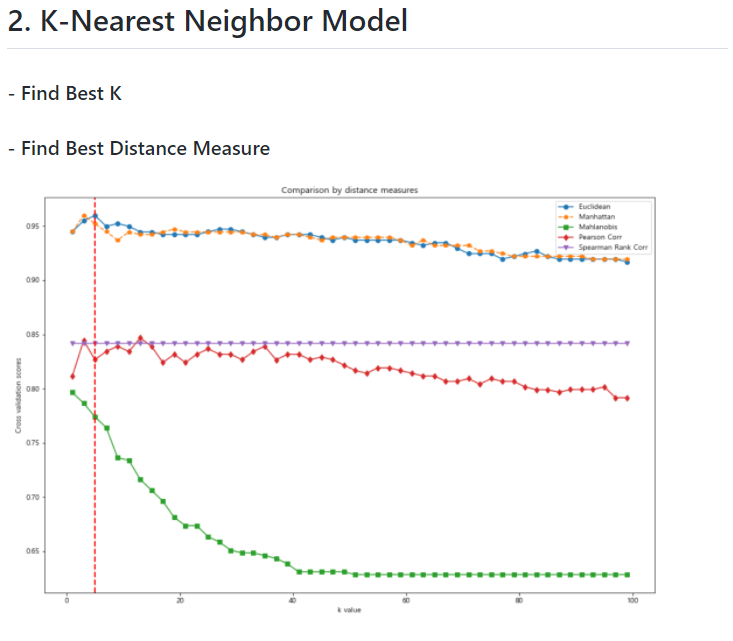 2. K-Nearest Neighbor Model
- Find Best K
- Find Best Distance Measure
Comparison by distance measures
Euclidean
Manhattan
Mahlanobis
Pearson Corr
Spearman Rank Corr
Cross validation scores
0.95
0.90
0.85
0.80
0.75
0.70
0.65
0 20 40 60 80 100
k value